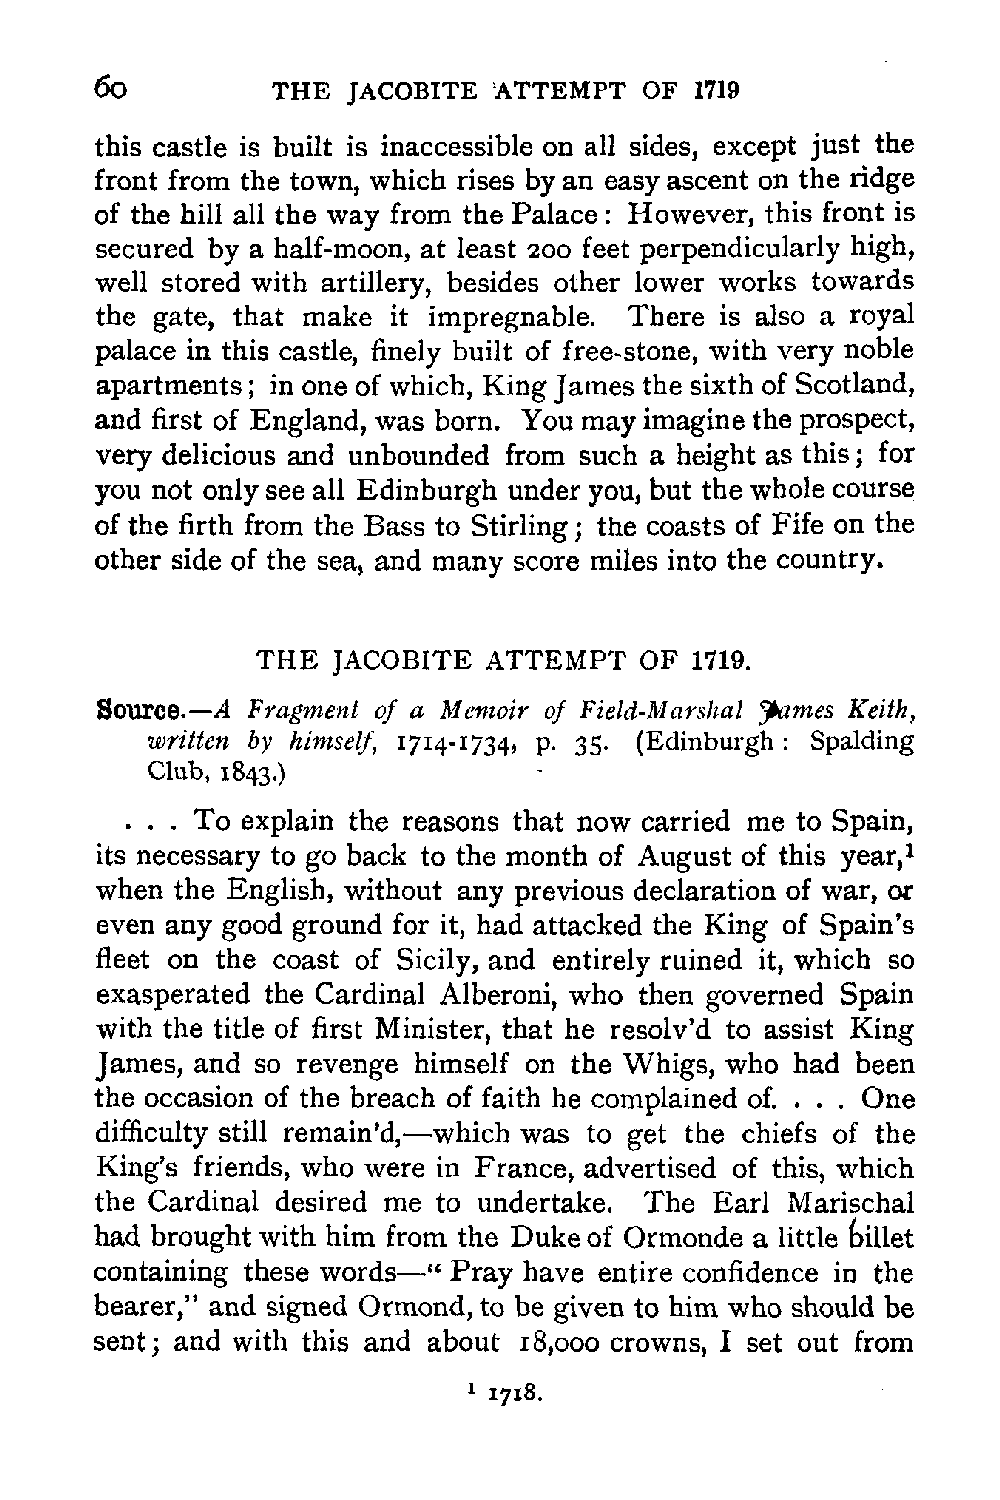 60 THE JACOBITE ATTEMPT OF 1719
this castle is built is inaccessible on all sides, except just the
front from the town, which rises by an easy ascent on the ridge
of the hill all the way from the Palace: However, this front is
secured by a half-moon, at least 200 feet perpendicularly high,
well stored with artillery, besides other lower works towards
the gate, that make it impregnable. There is also a royal
palace in this castle, finely built of free-stone, with very noble
apartments; in one of which, King James the sixth of Scotland,
and first of England, was born. You may imagine the prospect,
very delicious and unbounded from such a height as this; for
you not only see all Edinburgh under you, but the whole course
of the firth from the Bass to Stirling; the coasts of Fife on the
other side of the sea, and many score miles into the country.
THE JACOBITE ATTEMPT OF 1719.
Source.—A Fragment of a Memoir of Field-Marshal James Keith,
written by himself, 1714-1734, p. 35. (Edinburgh: Spalding
Club, 1843.)
. . . To explain the reasons that now carried me to Spain,
its necessary to go back to the month of August of this year,¹
when the English, without any previous declaration of war, or
even any good ground for it, had attacked the King of Spain's
fleet on the coast of Sicily, and entirely ruined it, which so
exasperated the Cardinal Alberoni, who then governed Spain
with the title of first Minister, that he resolv'd to assist King
James, and so revenge himself on the Whigs, who had been
the occasion of the breach of faith he complained of. . . . One
difficulty still remain'd,—which was to get the chiefs of the
King's friends, who were in France, advertised of this, which
the Cardinal desired me to undertake. The Earl Marischal
had brought with him from the Duke of Ormonde a little billet
containing these words—“Pray have entire confidence in the
bearer,” and signed Ormond, to be given to him who should be
sent; and with this and about 18,000 crowns, I set out from
¹ 1718.